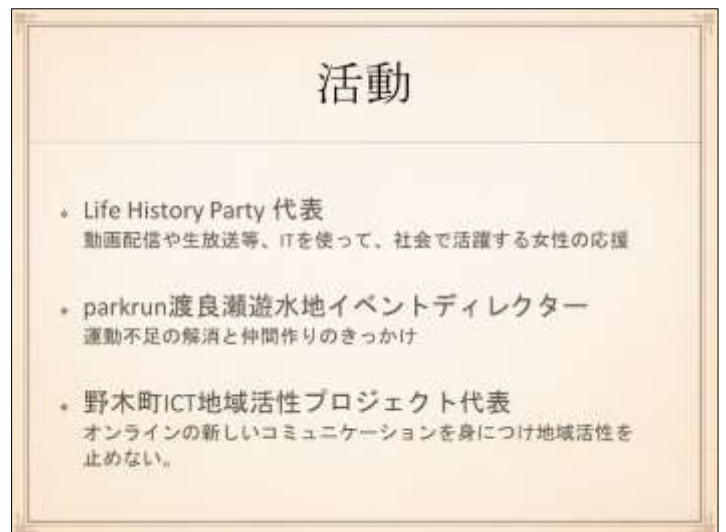 活動
Life History Party 代表
動画配信や生放送等、ITを使って、社会で活躍する女性の応援
parkrun渡良瀬遊水地イベントディレクター
運動不足の解消と仲間作りのきっかけ
野木町ICT地域活性プロジェクト代表
オンラインの新しいコミュニケーションを身につけ地域活性を
止めない。